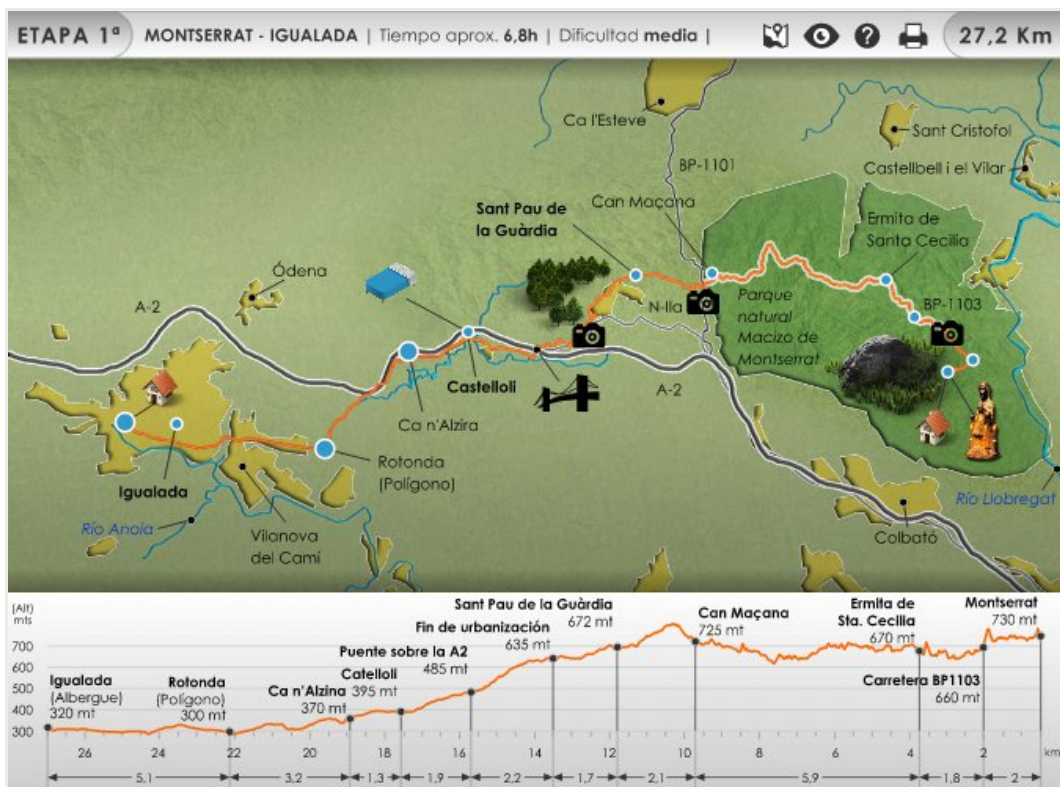 ETAPA 1ª
MONTSERRAT - IGUALADA | Tiempo aprox. 6,8h | Dificultad media |
27,2 Km
Ca l'Esteve
Sant Cristofol
BP-1101
Castellbell i el Vilar
Can Maçana
Sant Pau de
la Guàrdia
Ermita de
Santa Cecilia
Ódena
A-2
N-IIa
Parque
natural
Macizo de
Montserrat
BP-1103
Castelloli
A-2
Ca n'Alzira
Rotonda
(Polígono)
Igualada
Río Anoia
Vilanova
del Camí
Río Llobregat
Colbató
(Alt)
mts
700
600
500
400
300
Igualada
(Albergue)
320 mt
Rotonda
(Polígono)
300 mt
Ca n'Alzina
370 mt
Catelloli
395 mt
Puente sobre la A2
485 mt
Fin de urbanización
635 mt
Sant Pau de la Guàrdia
672 mt
Can Maçana
725 mt
Ermita de
Sta. Cecilia
670 mt
Carretera BP1103
660 mt
Montserrat
730 mt
26 24 22 20 18 16 14 12 10 8 6 4 2 km
5,1 3,2 1,3 1,9 2,2 1,7 2,1 5,9 1,8 2